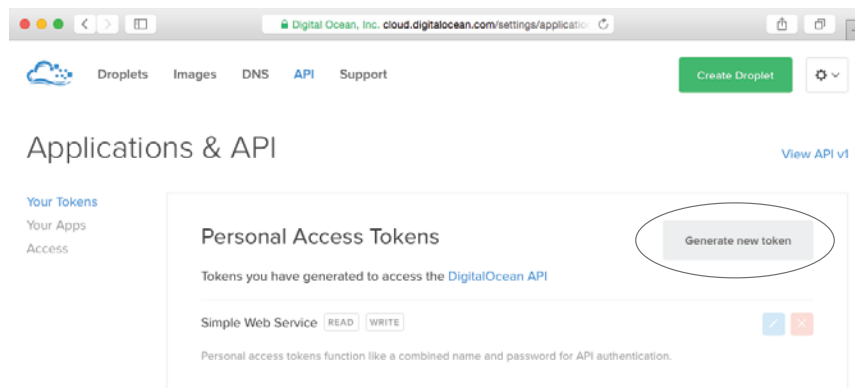 Digital Ocean, Inc. cloud.digitalocean.com/settings/applicatio
Droplets Images DNS API Support Create Droplet
Applications & API
View API v1
Your Tokens
Your Apps
Access
Personal Access Tokens
Generate new token
Tokens you have generated to access the DigitalOcean API
Simple Web Service READ WRITE
Personal access tokens function like a combined name and password for API authentication.